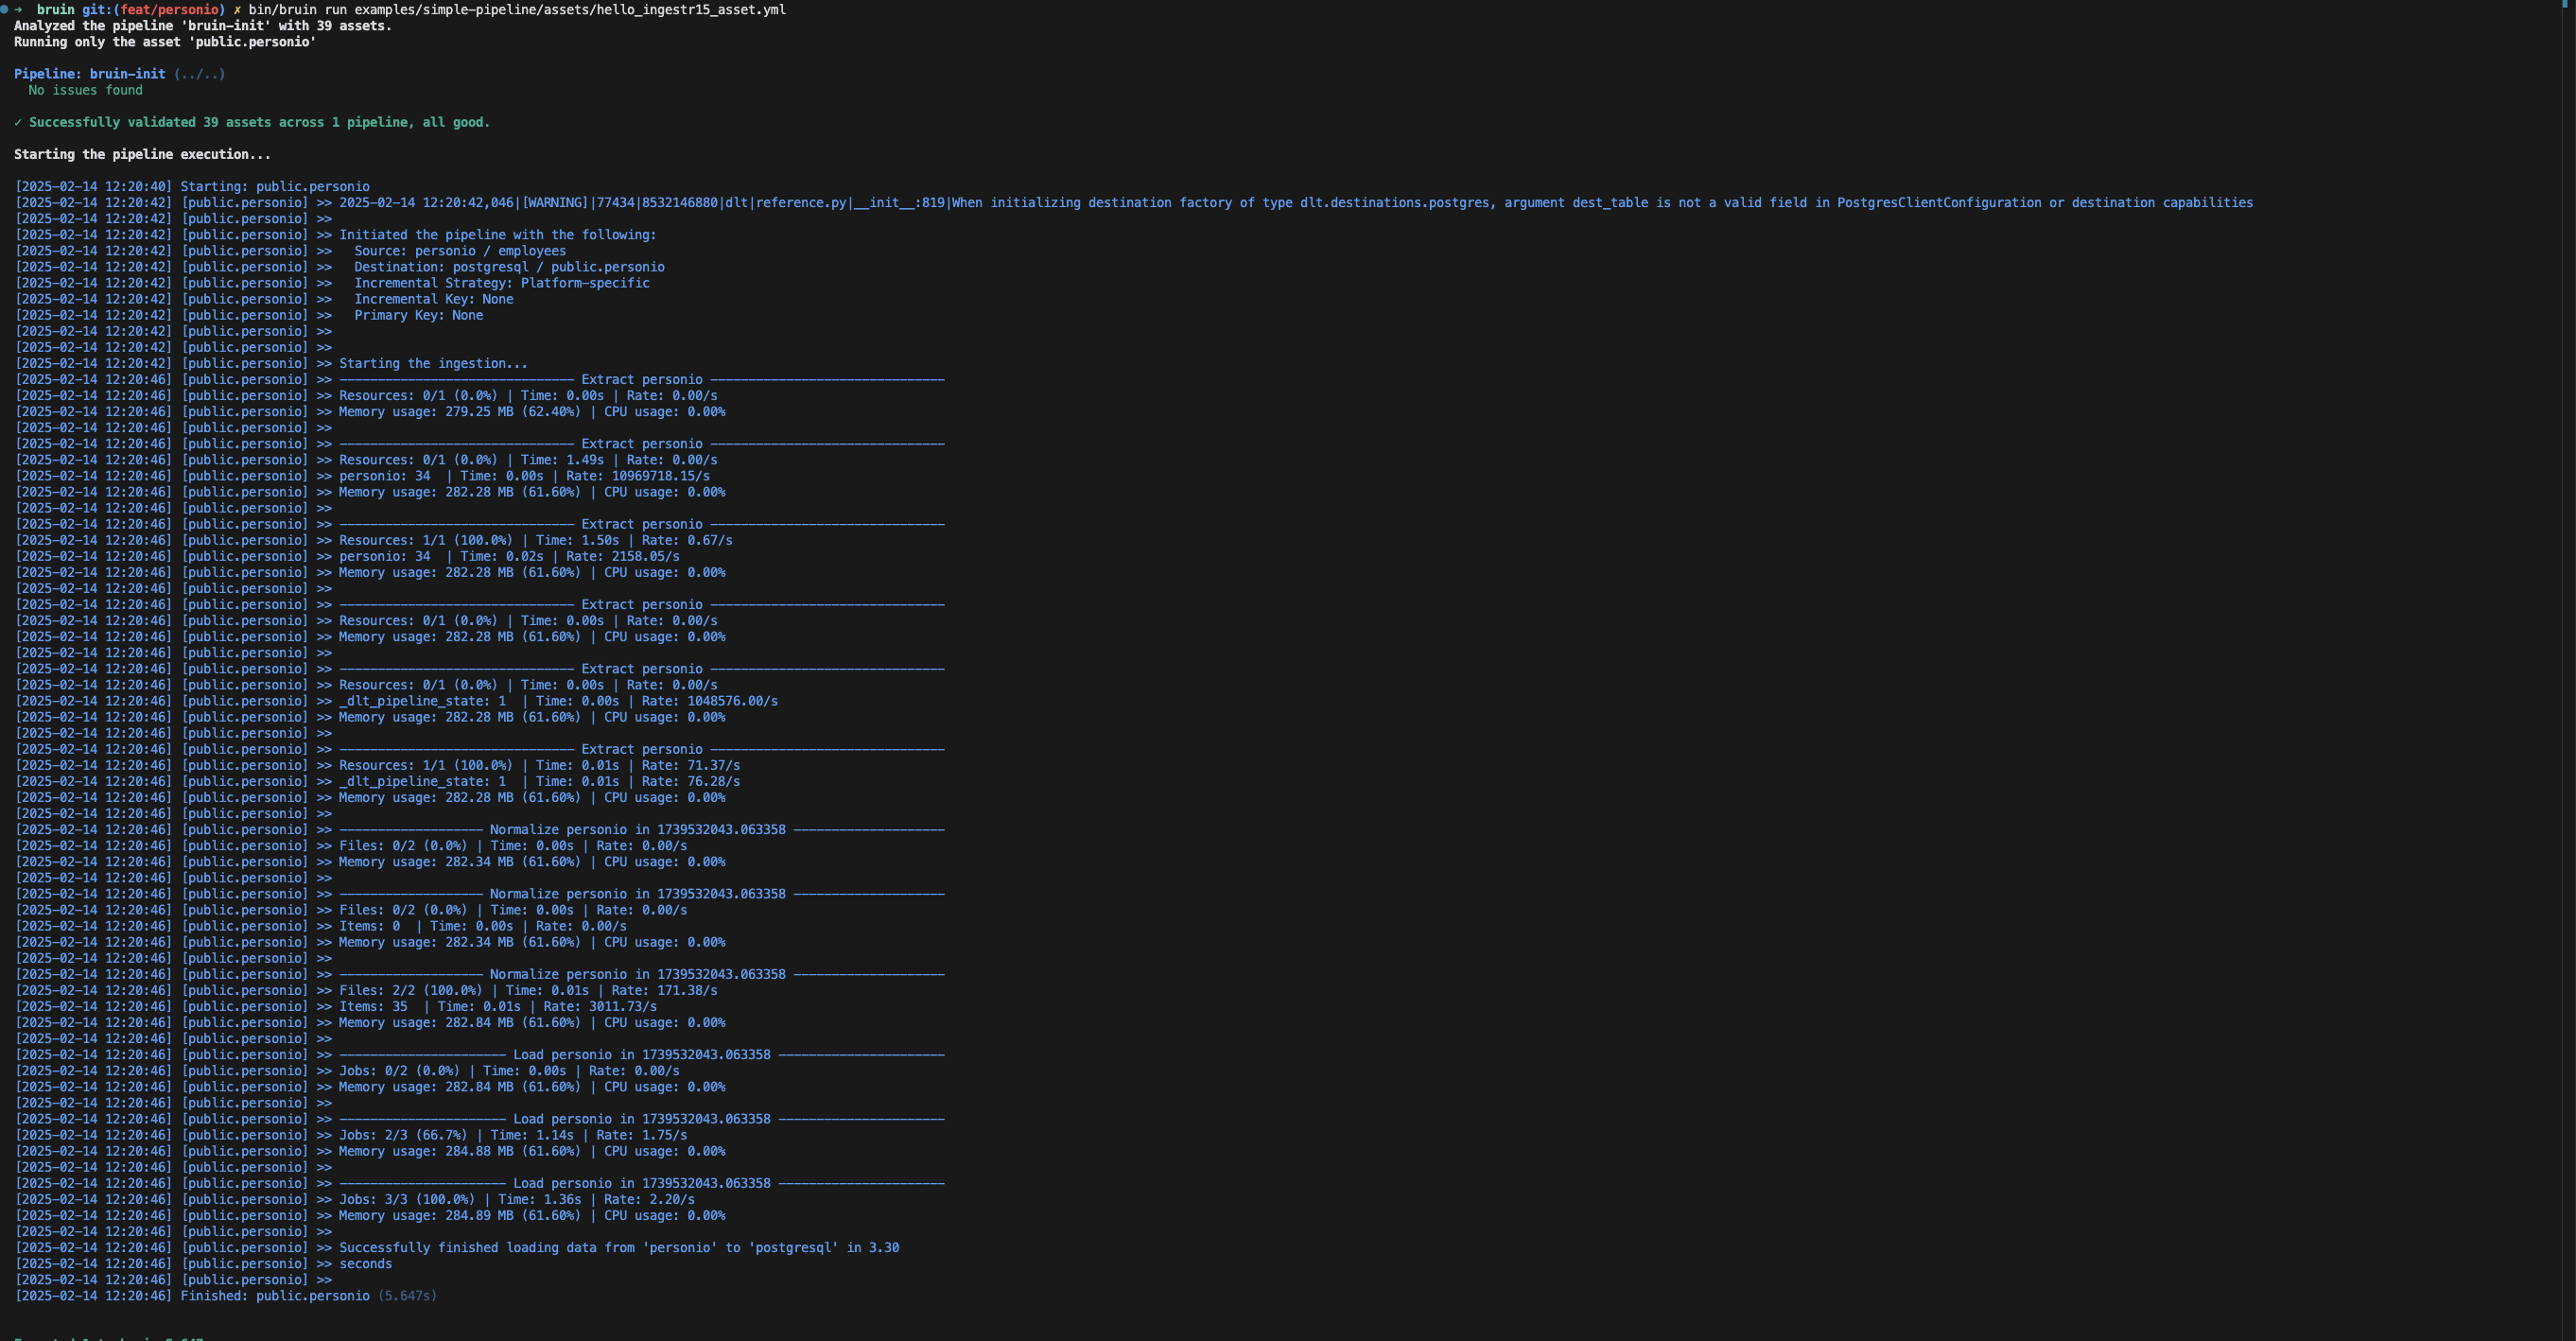 ➜  bruin git:(feat/personio) ✗ bin/bruin run examples/simple-pipeline/assets/hello_ingestr15_asset.yml
Analyzed the pipeline 'bruin-init' with 39 assets.
Running only the asset 'public.personio'
Pipeline: bruin-init (../..)
  No issues found
✓ Successfully validated 39 assets across 1 pipeline, all good.
Starting the pipeline execution...
[2025-02-14 12:20:40] Starting: public.personio
[2025-02-14 12:20:42] [public.personio] >> 2025-02-14 12:20:42,046|[WARNING]|77434|8532146880|dlt|reference.py|__init__:819|When initializing destination factory of type dlt.destinations.postgres, argument dest_table is not a valid field in PostgresClientConfiguration or destination capabilities
[2025-02-14 12:20:42] [public.personio] >>
[2025-02-14 12:20:42] [public.personio] >> Initiated the pipeline with the following:
[2025-02-14 12:20:42] [public.personio] >>   Source: personio / employees
[2025-02-14 12:20:42] [public.personio] >>   Destination: postgresql / public.personio
[2025-02-14 12:20:42] [public.personio] >>   Incremental Strategy: Platform-specific
[2025-02-14 12:20:42] [public.personio] >>   Incremental Key: None
[2025-02-14 12:20:42] [public.personio] >>   Primary Key: None
[2025-02-14 12:20:42] [public.personio] >>
[2025-02-14 12:20:42] [public.personio] >>
[2025-02-14 12:20:42] [public.personio] >> Starting the ingestion...
[2025-02-14 12:20:46] [public.personio] >> ------------------------------- Extract personio -------------------------------
[2025-02-14 12:20:46] [public.personio] >> Resources: 0/1 (0.0%) | Time: 0.00s | Rate: 0.00/s
[2025-02-14 12:20:46] [public.personio] >> Memory usage: 279.25 MB (62.40%) | CPU usage: 0.00%
[2025-02-14 12:20:46] [public.personio] >>
[2025-02-14 12:20:46] [public.personio] >> ------------------------------- Extract personio -------------------------------
[2025-02-14 12:20:46] [public.personio] >> Resources: 0/1 (0.0%) | Time: 1.49s | Rate: 0.00/s
[2025-02-14 12:20:46] [public.personio] >> personio: 34  | Time: 0.00s | Rate: 10969718.15/s
[2025-02-14 12:20:46] [public.personio] >> Memory usage: 282.28 MB (61.60%) | CPU usage: 0.00%
[2025-02-14 12:20:46] [public.personio] >>
[2025-02-14 12:20:46] [public.personio] >> ------------------------------- Extract personio -------------------------------
[2025-02-14 12:20:46] [public.personio] >> Resources: 1/1 (100.0%) | Time: 1.50s | Rate: 0.67/s
[2025-02-14 12:20:46] [public.personio] >> personio: 34  | Time: 0.02s | Rate: 2158.05/s
[2025-02-14 12:20:46] [public.personio] >> Memory usage: 282.28 MB (61.60%) | CPU usage: 0.00%
[2025-02-14 12:20:46] [public.personio] >>
[2025-02-14 12:20:46] [public.personio] >> ------------------------------- Extract personio -------------------------------
[2025-02-14 12:20:46] [public.personio] >> Resources: 0/1 (0.0%) | Time: 0.00s | Rate: 0.00/s
[2025-02-14 12:20:46] [public.personio] >> Memory usage: 282.28 MB (61.60%) | CPU usage: 0.00%
[2025-02-14 12:20:46] [public.personio] >>
[2025-02-14 12:20:46] [public.personio] >> ------------------------------- Extract personio -------------------------------
[2025-02-14 12:20:46] [public.personio] >> Resources: 0/1 (0.0%) | Time: 0.00s | Rate: 0.00/s
[2025-02-14 12:20:46] [public.personio] >> _dlt_pipeline_state: 1  | Time: 0.00s | Rate: 1048576.00/s
[2025-02-14 12:20:46] [public.personio] >> Memory usage: 282.28 MB (61.60%) | CPU usage: 0.00%
[2025-02-14 12:20:46] [public.personio] >>
[2025-02-14 12:20:46] [public.personio] >> ------------------------------- Extract personio -------------------------------
[2025-02-14 12:20:46] [public.personio] >> Resources: 1/1 (100.0%) | Time: 0.01s | Rate: 71.37/s
[2025-02-14 12:20:46] [public.personio] >> _dlt_pipeline_state: 1  | Time: 0.01s | Rate: 76.28/s
[2025-02-14 12:20:46] [public.personio] >> Memory usage: 282.28 MB (61.60%) | CPU usage: 0.00%
[2025-02-14 12:20:46] [public.personio] >>
[2025-02-14 12:20:46] [public.personio] >> ------------------- Normalize personio in 1739532043.063358 --------------------
[2025-02-14 12:20:46] [public.personio] >> Files: 0/2 (0.0%) | Time: 0.00s | Rate: 0.00/s
[2025-02-14 12:20:46] [public.personio] >> Memory usage: 282.34 MB (61.60%) | CPU usage: 0.00%
[2025-02-14 12:20:46] [public.personio] >>
[2025-02-14 12:20:46] [public.personio] >> ------------------- Normalize personio in 1739532043.063358 --------------------
[2025-02-14 12:20:46] [public.personio] >> Files: 0/2 (0.0%) | Time: 0.00s | Rate: 0.00/s
[2025-02-14 12:20:46] [public.personio] >> Items: 0  | Time: 0.00s | Rate: 0.00/s
[2025-02-14 12:20:46] [public.personio] >> Memory usage: 282.34 MB (61.60%) | CPU usage: 0.00%
[2025-02-14 12:20:46] [public.personio] >>
[2025-02-14 12:20:46] [public.personio] >> ------------------- Normalize personio in 1739532043.063358 --------------------
[2025-02-14 12:20:46] [public.personio] >> Files: 2/2 (100.0%) | Time: 0.01s | Rate: 171.38/s
[2025-02-14 12:20:46] [public.personio] >> Items: 35  | Time: 0.01s | Rate: 3011.73/s
[2025-02-14 12:20:46] [public.personio] >> Memory usage: 282.84 MB (61.60%) | CPU usage: 0.00%
[2025-02-14 12:20:46] [public.personio] >>
[2025-02-14 12:20:46] [public.personio] >> ---------------------- Load personio in 1739532043.063358 ----------------------
[2025-02-14 12:20:46] [public.personio] >> Jobs: 0/2 (0.0%) | Time: 0.00s | Rate: 0.00/s
[2025-02-14 12:20:46] [public.personio] >> Memory usage: 282.84 MB (61.60%) | CPU usage: 0.00%
[2025-02-14 12:20:46] [public.personio] >>
[2025-02-14 12:20:46] [public.personio] >> ---------------------- Load personio in 1739532043.063358 ----------------------
[2025-02-14 12:20:46] [public.personio] >> Jobs: 2/3 (66.7%) | Time: 1.14s | Rate: 1.75/s
[2025-02-14 12:20:46] [public.personio] >> Memory usage: 284.88 MB (61.60%) | CPU usage: 0.00%
[2025-02-14 12:20:46] [public.personio] >>
[2025-02-14 12:20:46] [public.personio] >> ---------------------- Load personio in 1739532043.063358 ----------------------
[2025-02-14 12:20:46] [public.personio] >> Jobs: 3/3 (100.0%) | Time: 1.36s | Rate: 2.20/s
[2025-02-14 12:20:46] [public.personio] >> Memory usage: 284.89 MB (61.60%) | CPU usage: 0.00%
[2025-02-14 12:20:46] [public.personio] >>
[2025-02-14 12:20:46] [public.personio] >> Successfully finished loading data from 'personio' to 'postgresql' in 3.30
[2025-02-14 12:20:46] [public.personio] >> seconds
[2025-02-14 12:20:46] [public.personio] >>
[2025-02-14 12:20:46] Finished: public.personio (5.647s)